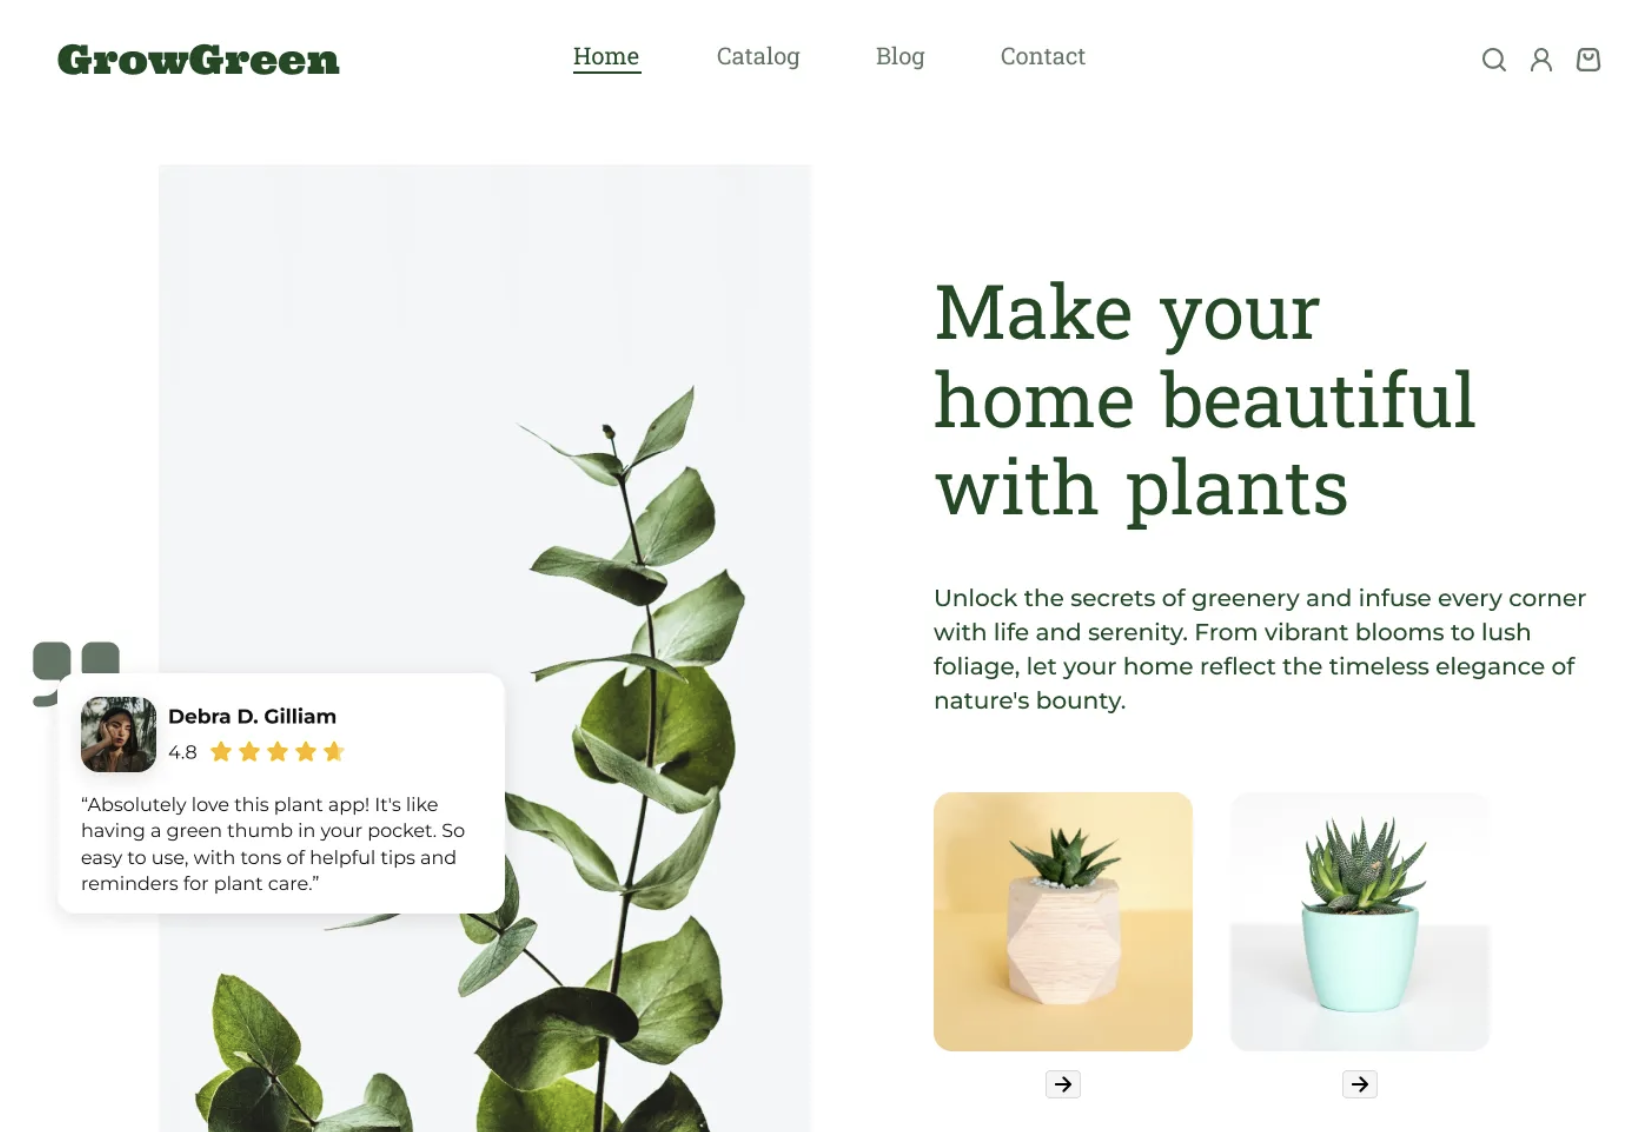 GrowGreen
Home
Catalog
Blog
Contact
Make your
home beautiful
with plants
Unlock the secrets of greenery and infuse every corner
with life and serenity. From vibrant blooms to lush
foliage, let your home reflect the timeless elegance of
nature's bounty.
Debra D. Gilliam
4.8
“Absolutely love this plant app! It's like
having a green thumb in your pocket. So
easy to use, with tons of helpful tips and
reminders for plant care.”